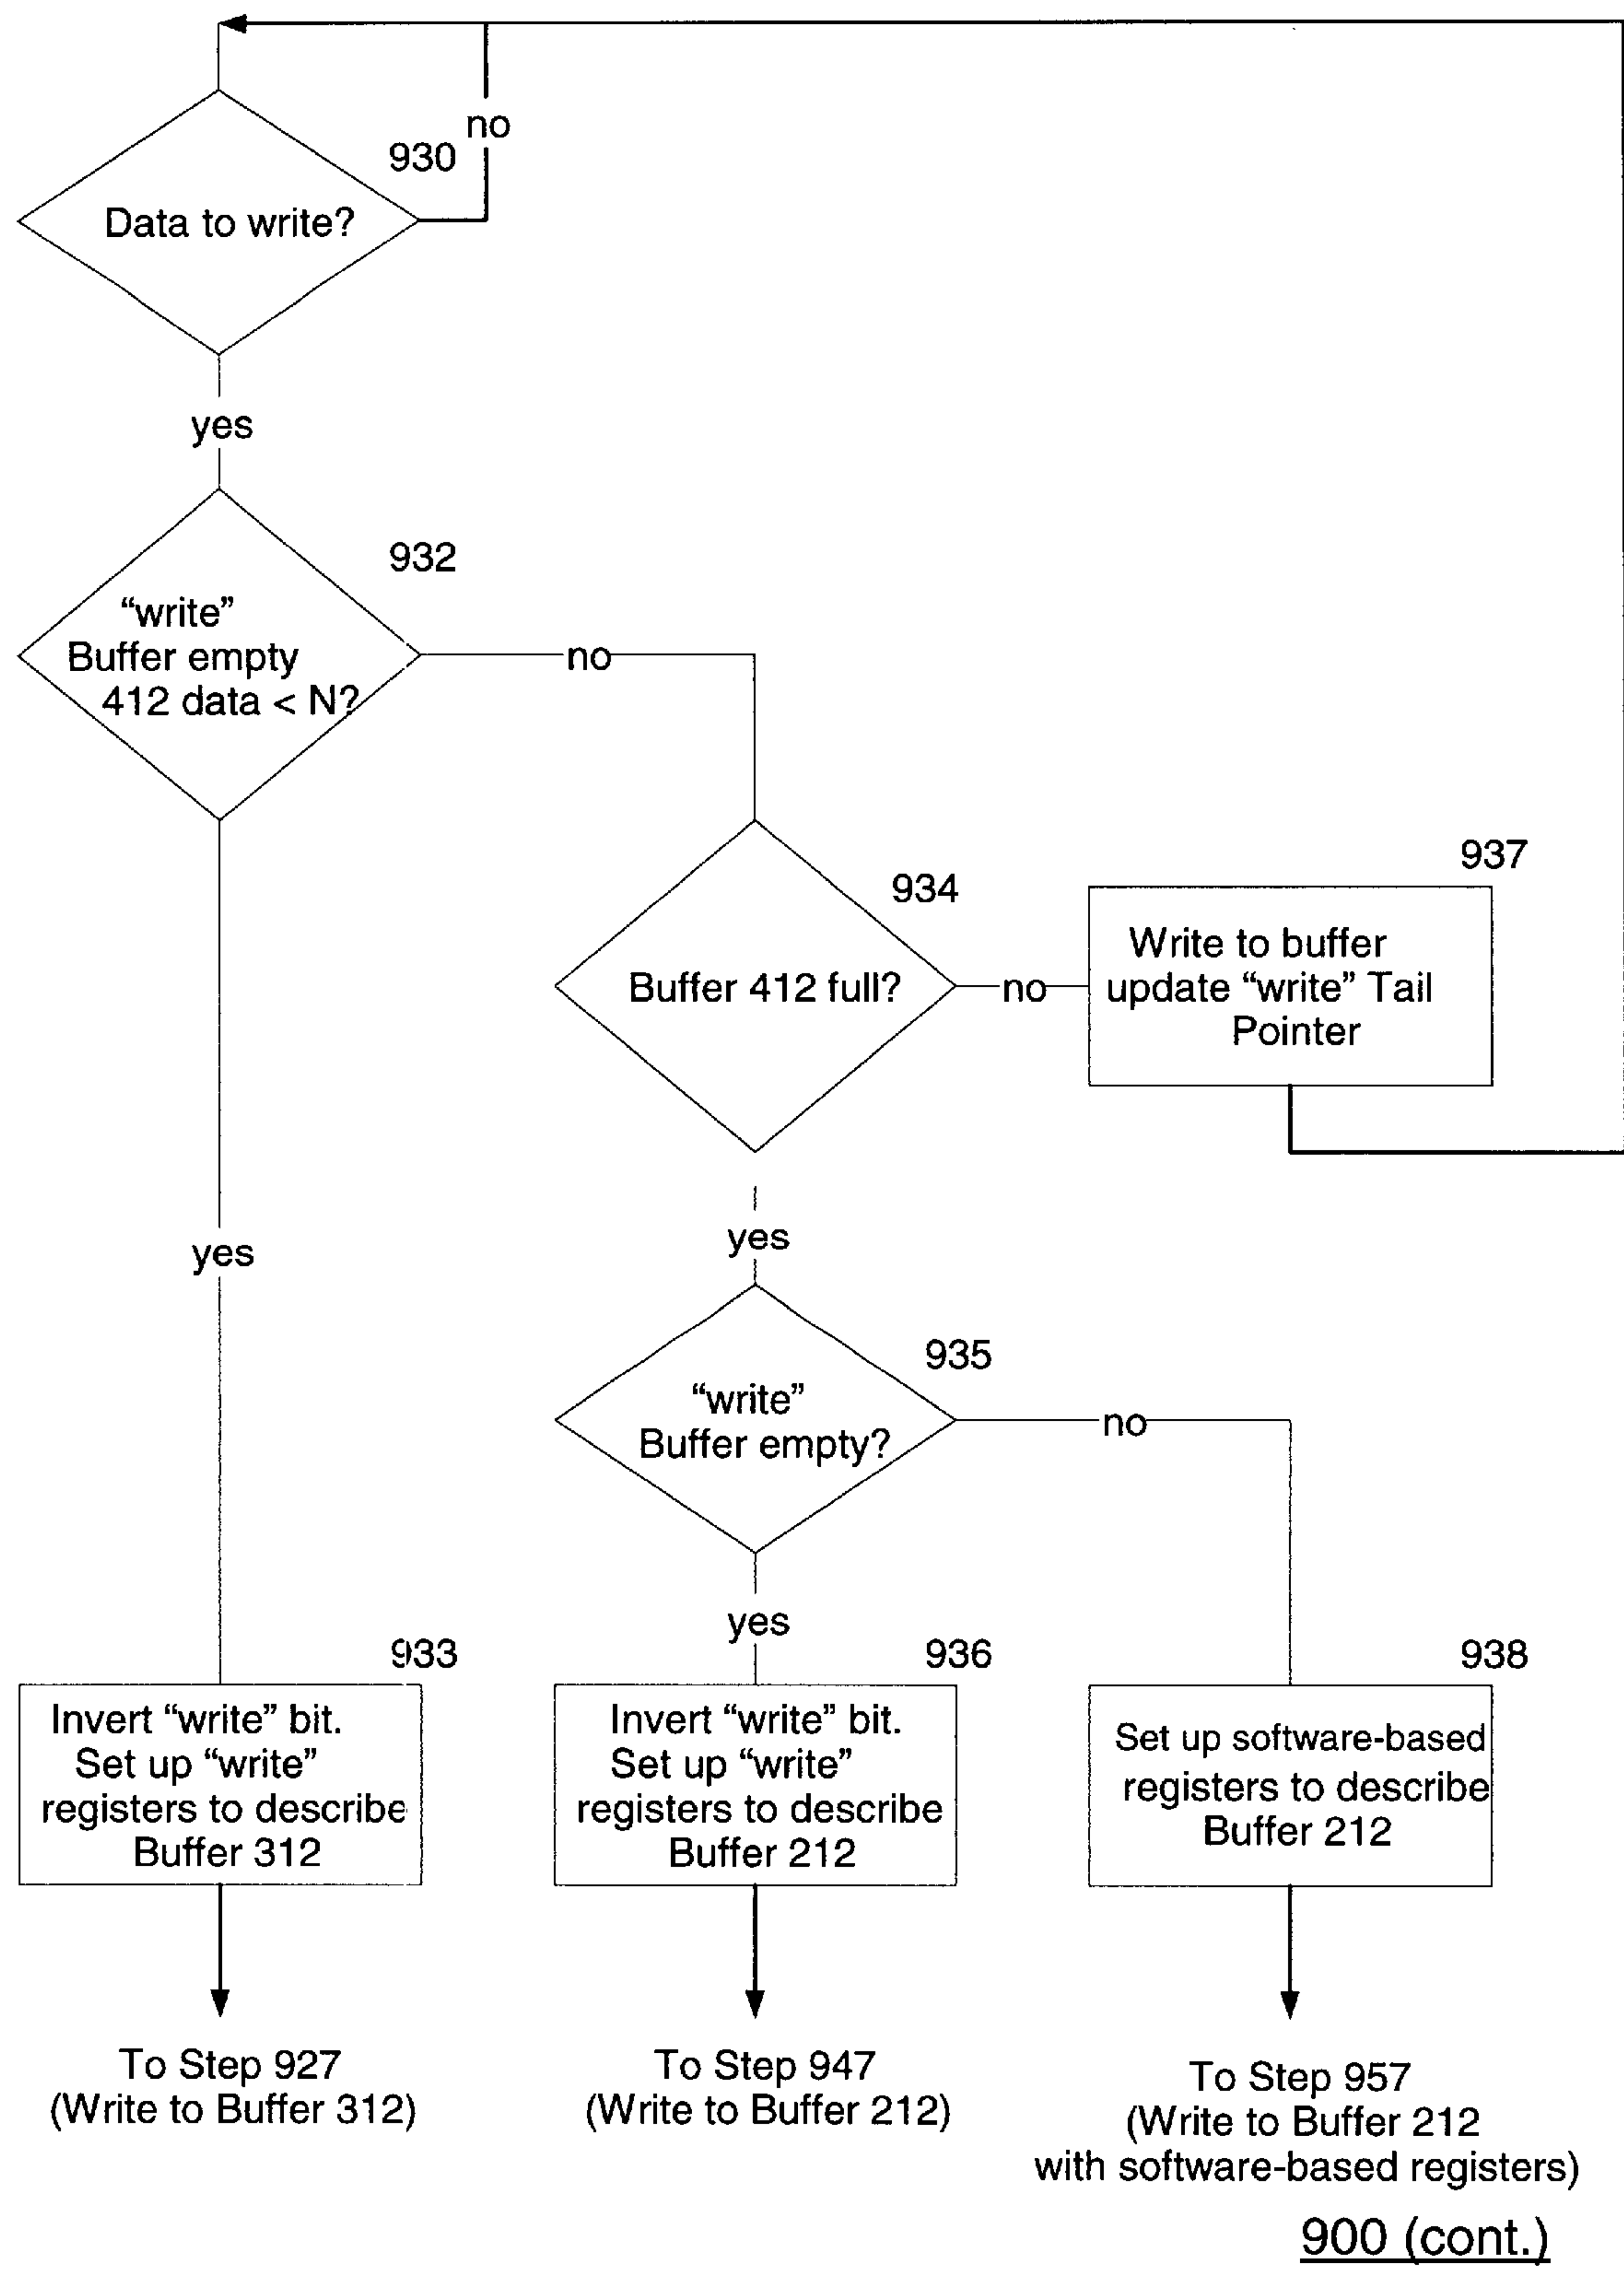 no
930
Data to write?
yes
932
“write”
Buffer empty
412 data < N?
no
934
Buffer 412 full?
no
937
Write to buffer
update “write” Tail
Pointer
yes
yes
935
“write”
Buffer empty?
no
yes
933
Invert “write” bit.
Set up “write”
registers to describe
Buffer 312
936
Invert “write” bit.
Set up “write”
registers to describe
Buffer 212
938
Set up software-based
registers to describe
Buffer 212
To Step 927
(Write to Buffer 312)
To Step 947
(Write to Buffer 212)
To Step 957
(Write to Buffer 212
with software-based registers)
900 (cont.)